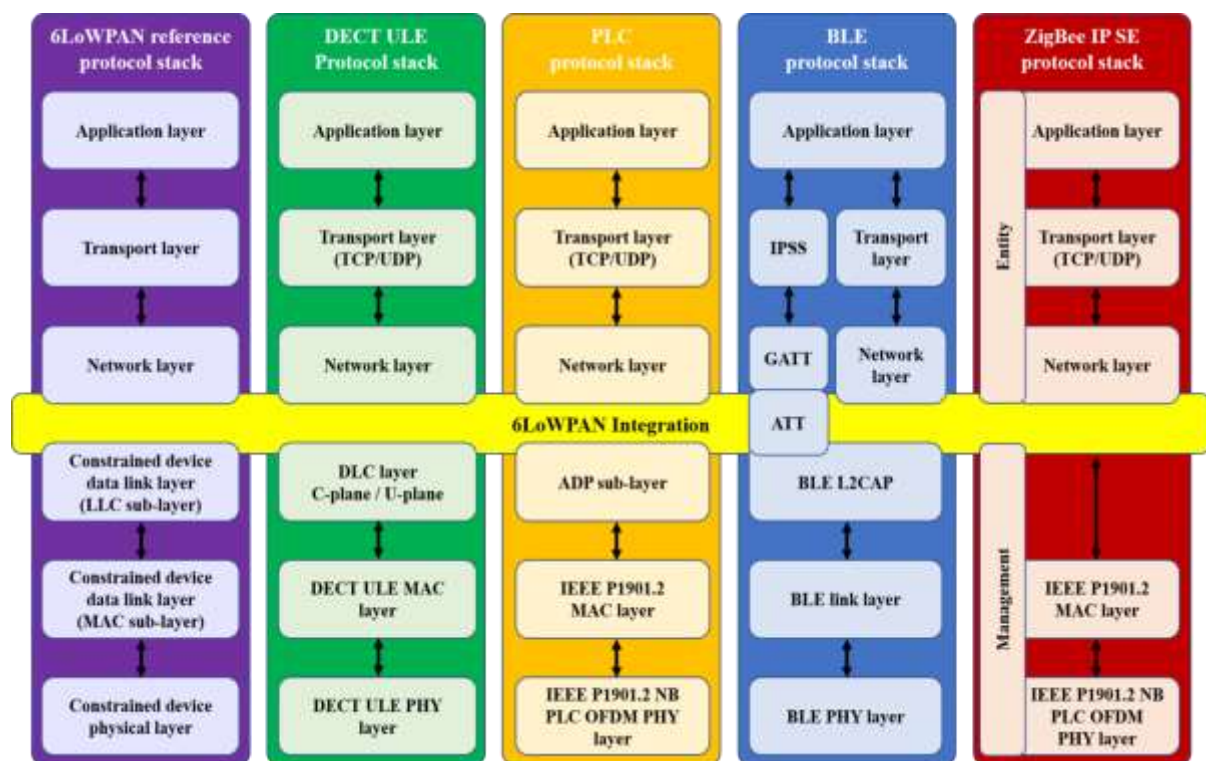 6LoWPAN reference
protocol stack
Application layer
Transport layer
Network layer
Constrained device
data link layer
(LLC sub-layer)
Constrained device
data link layer
(MAC sub-layer)
Constrained device
physical layer
DECT ULE
Protocol stack
Application layer
Transport layer
(TCP/UDP)
Network layer
DLC layer
C-plane / U-plane
DECT ULE MAC
layer
DECT ULE PHY
layer
PLC
protocol stack
Application layer
Transport layer
(TCP/UDP)
Network layer
6LoWPAN Integration
ADP sub-layer
IEEE P1901.2
MAC layer
IEEE P1901.2 NB
PLC OFDM PHY
layer
BLE
protocol stack
Application layer
IPSS
Transport
layer
GATT
Network
layer
ATT
BLE L2CAP
BLE link layer
BLE PHY layer
ZigBee IP SE
protocol stack
Entity
Application layer
Transport layer
(TCP/UDP)
Network layer
Management
IEEE P1901.2
MAC layer
IEEE P1901.2 NB
PLC OFDM
PHY layer